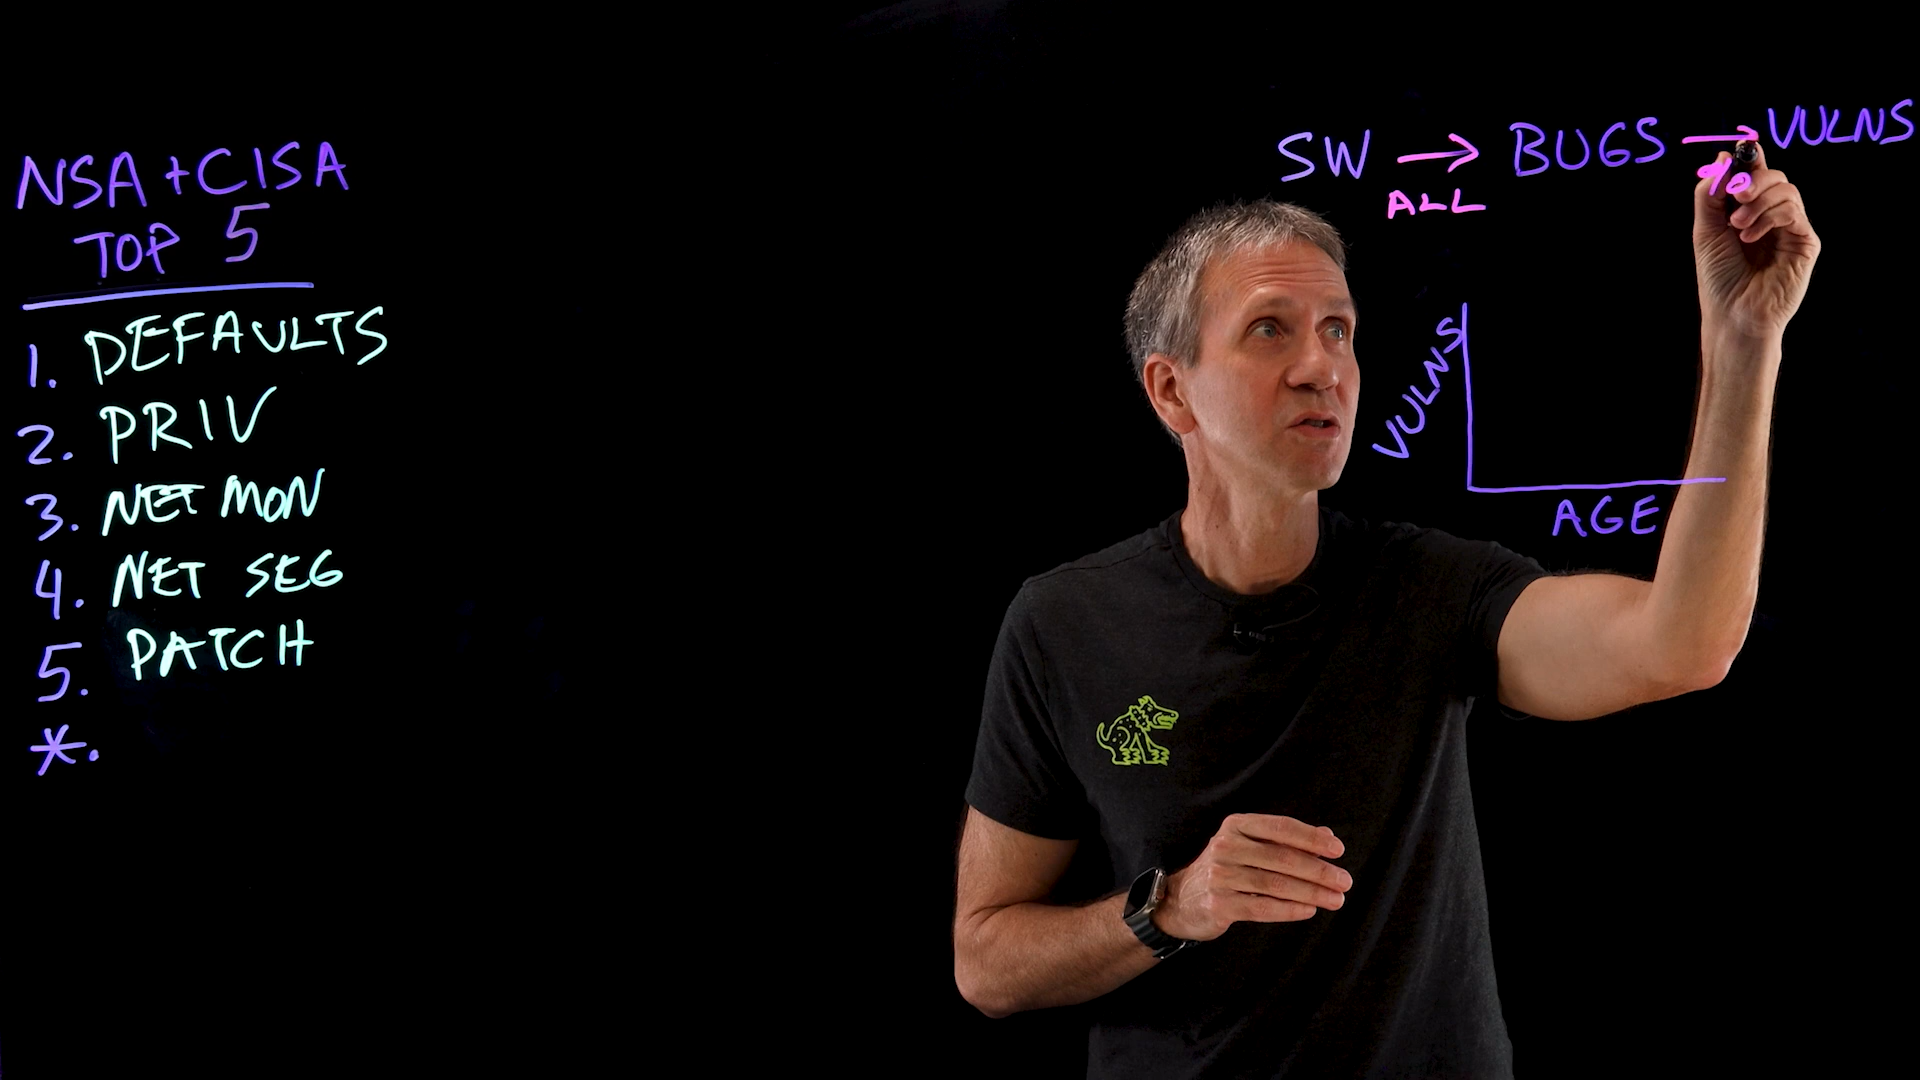 NSA + CISA
TOP 5
1. DEFAULTS
2. PRIV
3. NET MON
4. NET SEG
5. PATCH
*.
SW → BUGS → VULNS
ALL %
VULNS
AGE